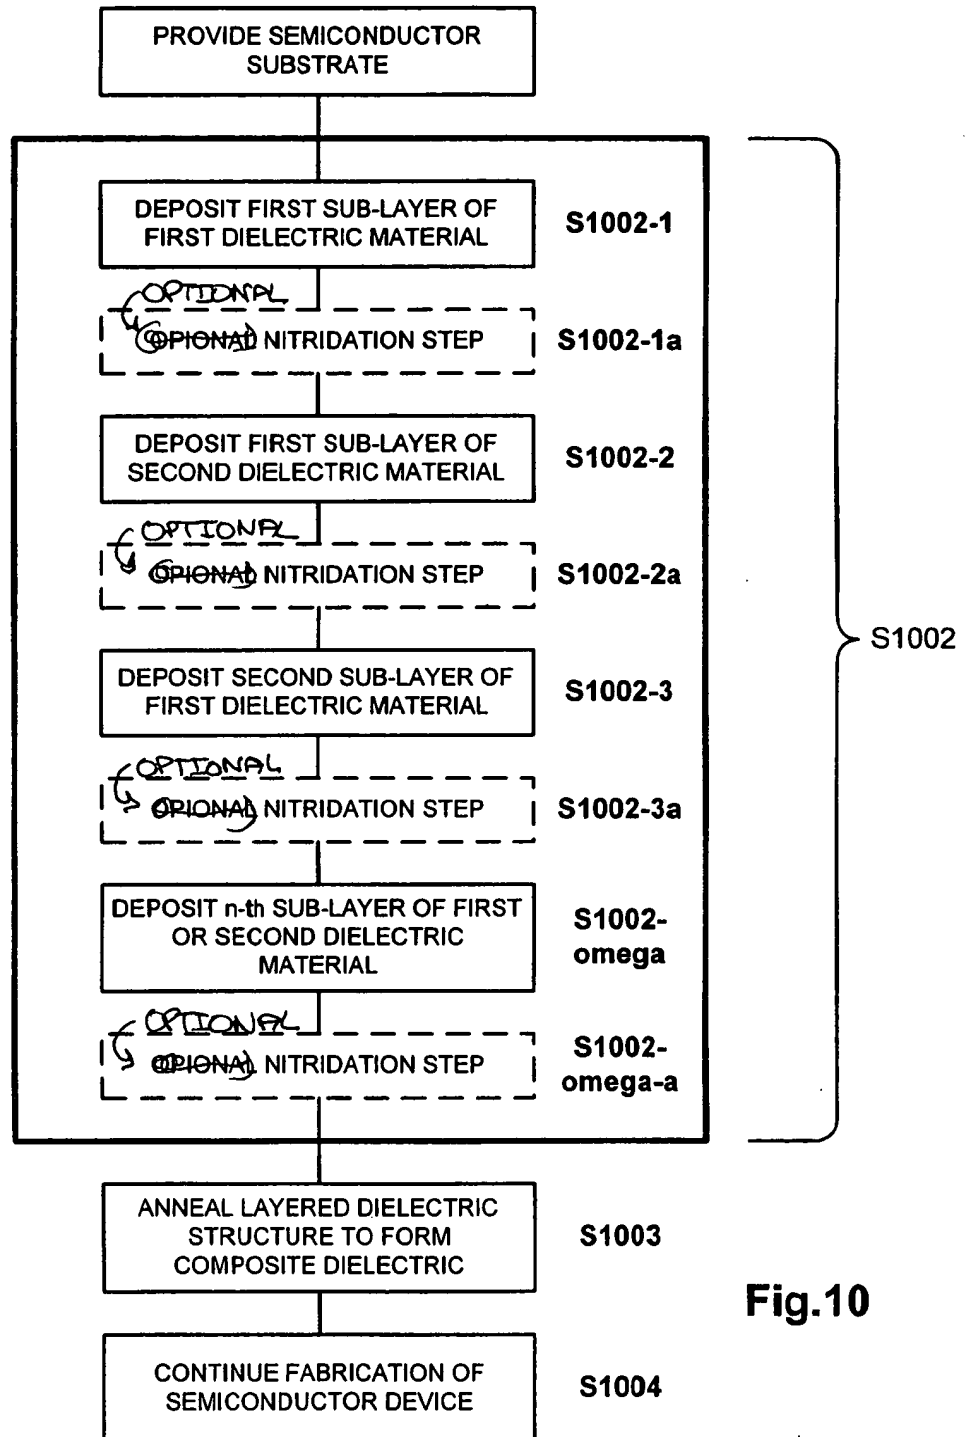 PROVIDE SEMICONDUCTOR
SUBSTRATE
DEPOSIT FIRST SUB-LAYER OF
FIRST DIELECTRIC MATERIAL
S1002-1
OPTIONAL
OPIONAL NITRIDATION STEP
S1002-1a
DEPOSIT FIRST SUB-LAYER OF
SECOND DIELECTRIC MATERIAL
S1002-2
OPTIONAL
OPIONAL NITRIDATION STEP
S1002-2a
S1002
DEPOSIT SECOND SUB-LAYER OF
FIRST DIELECTRIC MATERIAL
S1002-3
OPTIONAL
OPIONAL NITRIDATION STEP
S1002-3a
DEPOSIT n-th SUB-LAYER OF FIRST
OR SECOND DIELECTRIC
MATERIAL
S1002-
omega
OPTIONAL
OPIONAL NITRIDATION STEP
S1002-
omega-a
ANNEAL LAYERED DIELECTRIC
STRUCTURE TO FORM
COMPOSITE DIELECTRIC
S1003
Fig.10
CONTINUE FABRICATION OF
SEMICONDUCTOR DEVICE
S1004